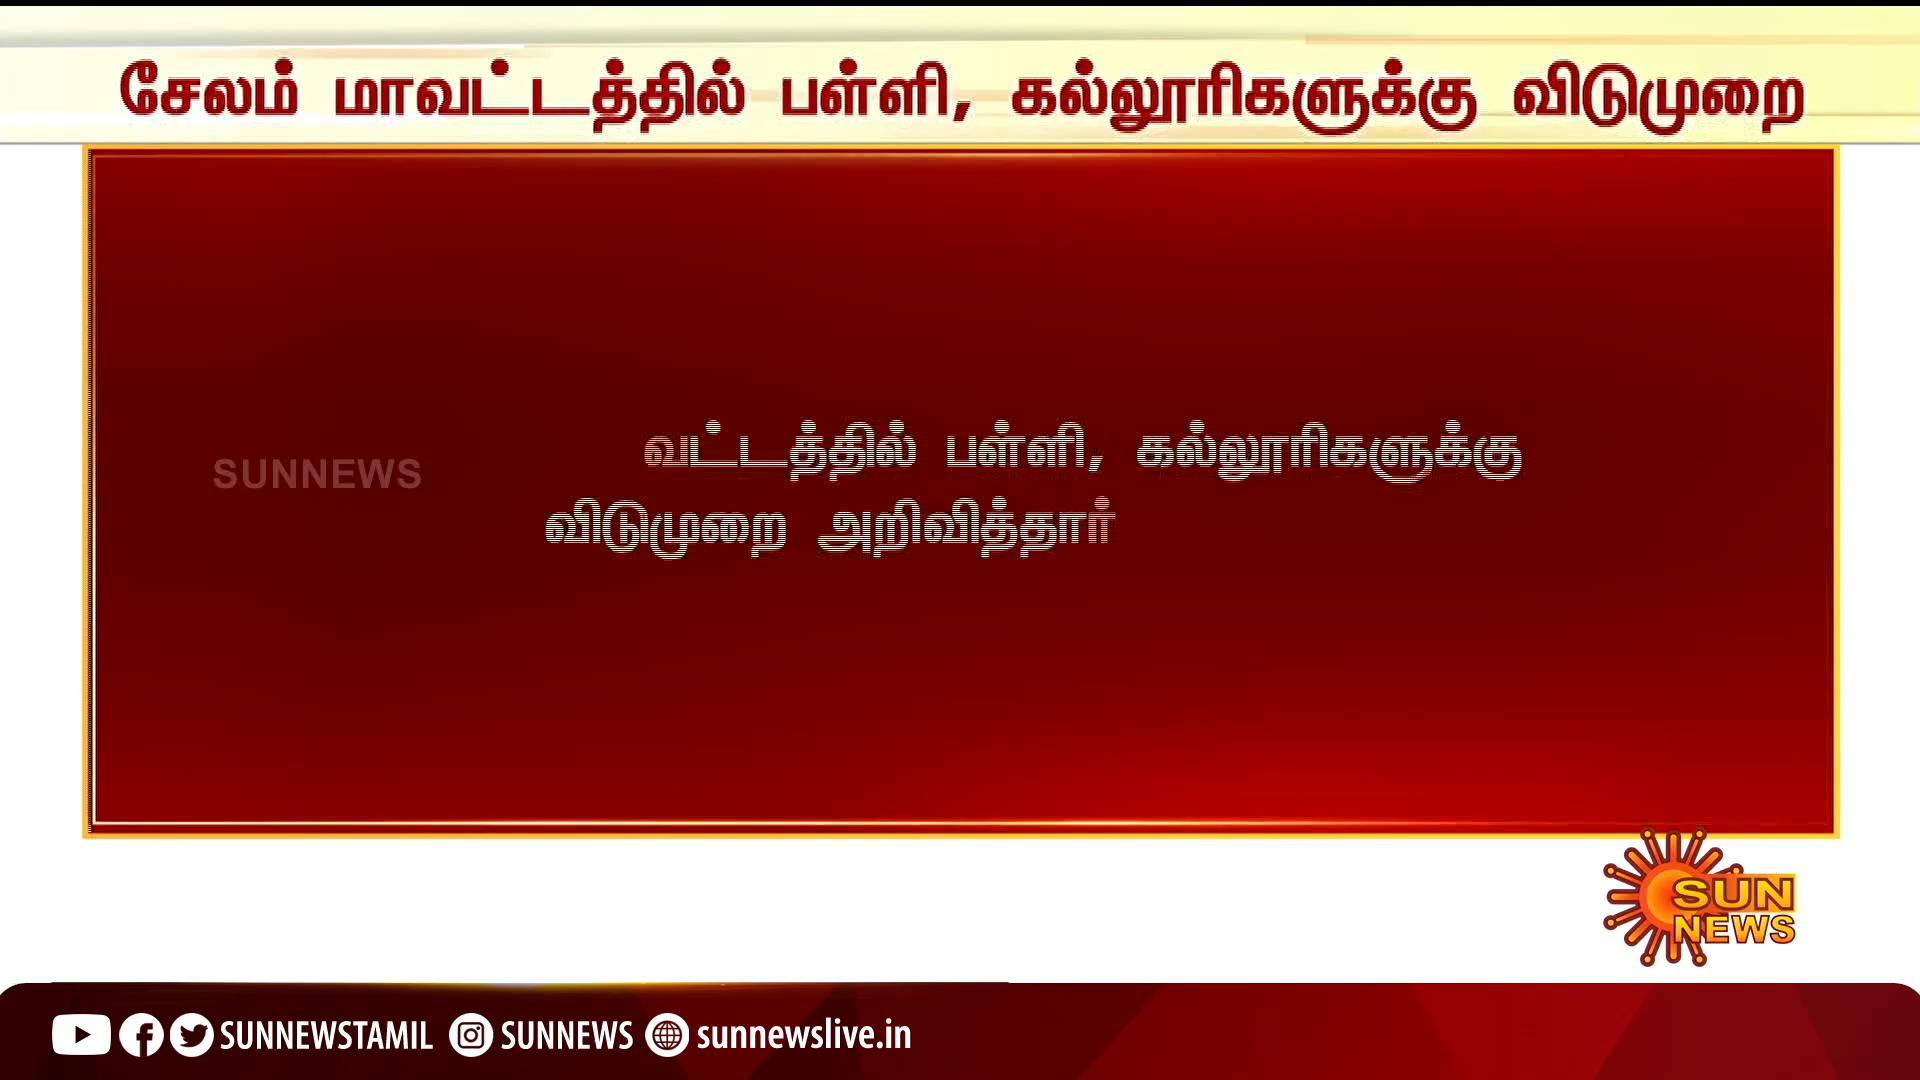 சேலம் மாவட்டத்தில் பள்ளி, கல்லூரிகளுக்கு விடுமுறை
வட்டத்தில் பள்ளி, கல்லூரிகளுக்கு
SUNNEWS
விடுமுறை அறிவித்தார்
SUN
NEWS
SUNNEWSTAMIL SUNNEWS sunnewslive.in